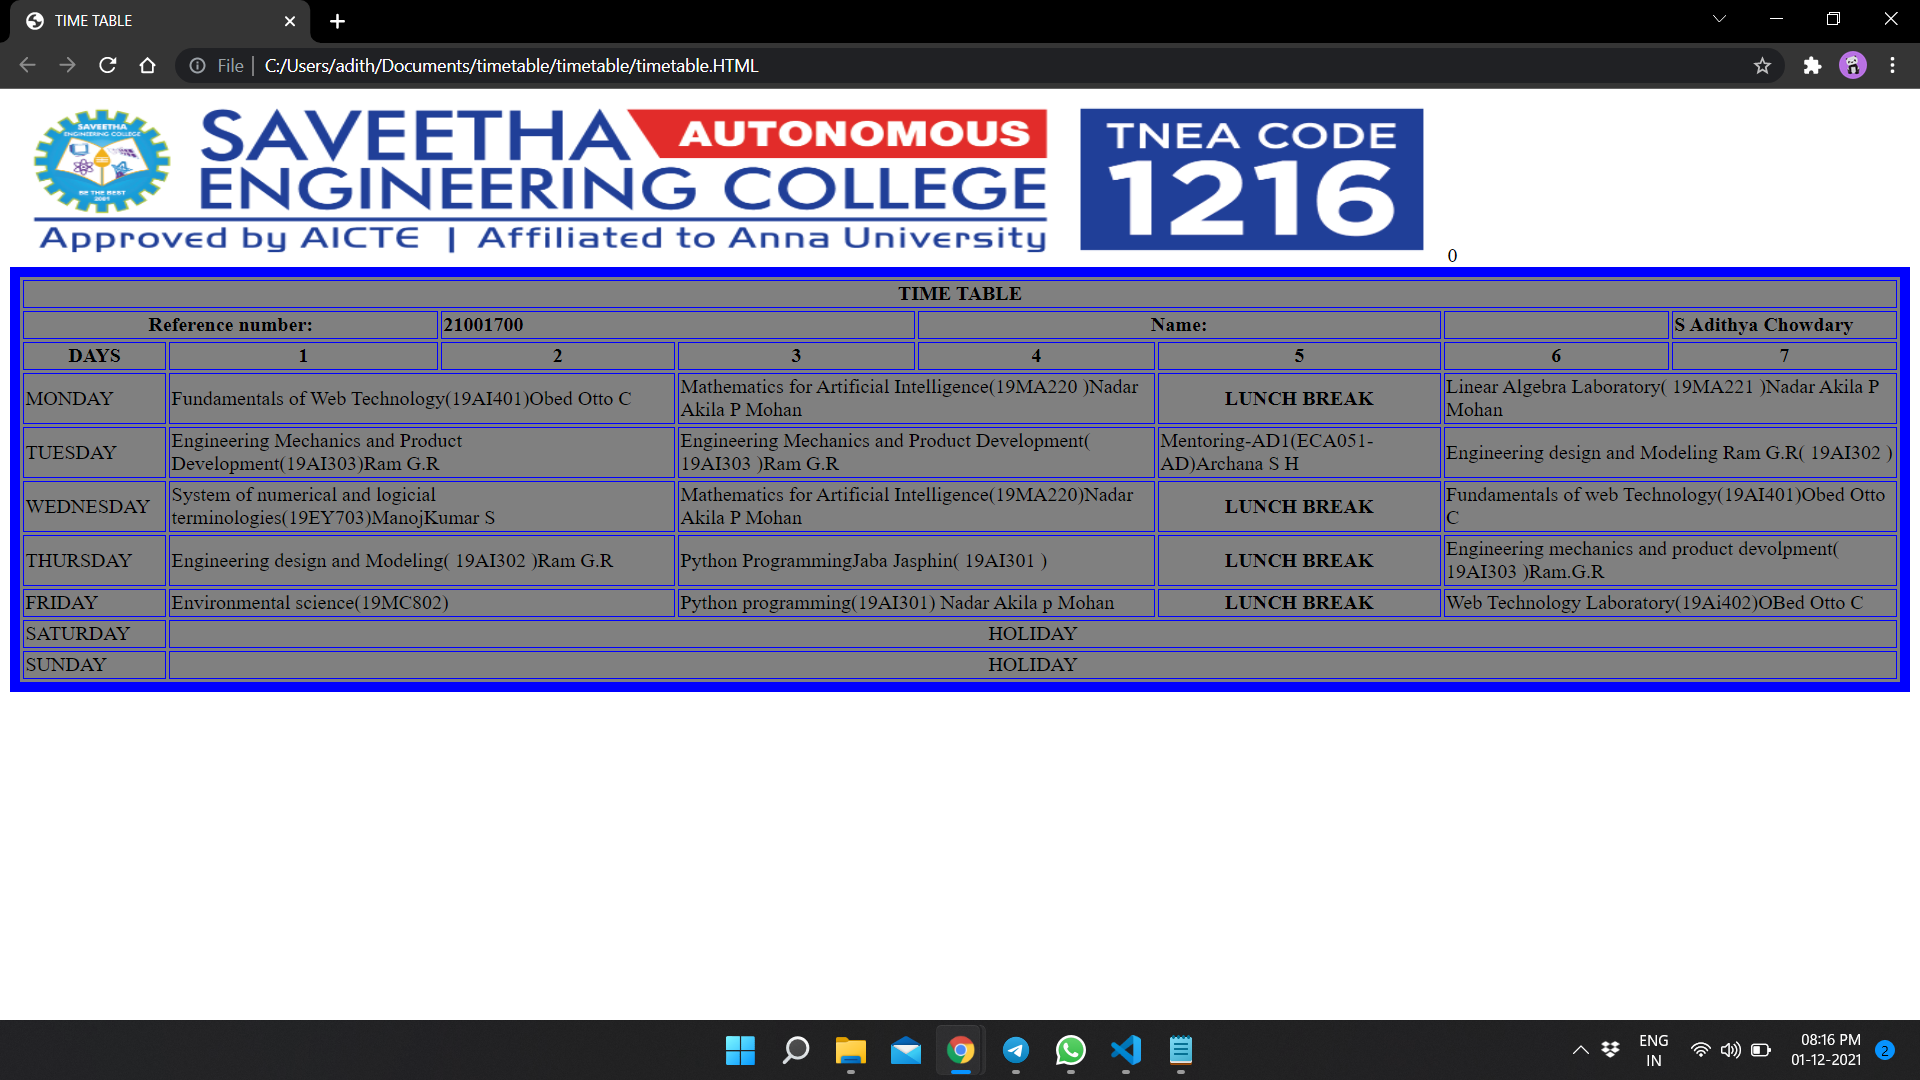 TIME TABLE
File
C:/Users/adith/Documents/timetable/timetable/timetable.HTML
SAVEETHA
ENGINEERING COLLEGE
BE THE BEST
2001
SAVEETHA AUTONOMOUS
ENGINEERING COLLEGE
Approved by AICTE | Affiliated to Anna University
TNEA CODE
1216
0
TIME TABLE
Reference number: 21001700 Name: S Adithya Chowdary
DAYS 1 2 3 4 5 6 7
MONDAY
Fundamentals of Web Technology(19AI401)Obed Otto C
Mathematics for Artificial Intelligence(19MA220 )Nadar
Akila P Mohan
LUNCH BREAK
Linear Algebra Laboratory( 19MA221 )Nadar Akila P
Mohan
TUESDAY
Engineering Mechanics and Product
Development(19AI303)Ram G.R
Engineering Mechanics and Product Development(
19AI303 )Ram G.R
Mentoring-AD1(ECA051-
AD)Archana S H
Engineering design and Modeling Ram G.R( 19AI302 )
WEDNESDAY
System of numerical and logicial
terminologies(19EY703)ManojKumar S
Mathematics for Artificial Intelligence(19MA220)Nadar
Akila P Mohan
LUNCH BREAK
Fundamentals of web Technology(19AI401)Obed Otto
C
THURSDAY
Engineering design and Modeling( 19AI302 )Ram G.R
Python ProgrammingJaba Jasphin( 19AI301 )
LUNCH BREAK
Engineering mechanics and product devolpment(
19AI303 )Ram.G.R
FRIDAY
Environmental science(19MC802)
Python programming(19AI301) Nadar Akila p Mohan
LUNCH BREAK
Web Technology Laboratory(19Ai402)OBed Otto C
SATURDAY
HOLIDAY
SUNDAY
HOLIDAY
ENG
IN
08:16 PM
01-12-2021
2